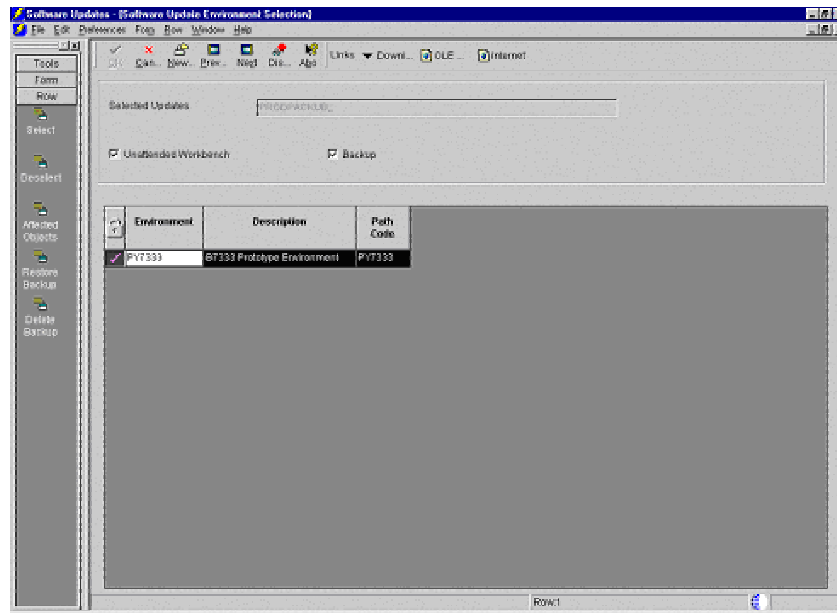 Software Updates - [Software Update Environment Selection]
File Edit Preferences Form Row Window Help
Can... New... Prev... Next Dis... Abo Links Downl... OLE ... Internet
Tools
Form
Row
Select
Deselect
Affected
Objects
Restore
Backup
Delete
Backup
Selected Updates
Unattended Workbench Backup
Environment Description Path
Code
PY7333 B7333 Prototype Environment PY7333
Row:1